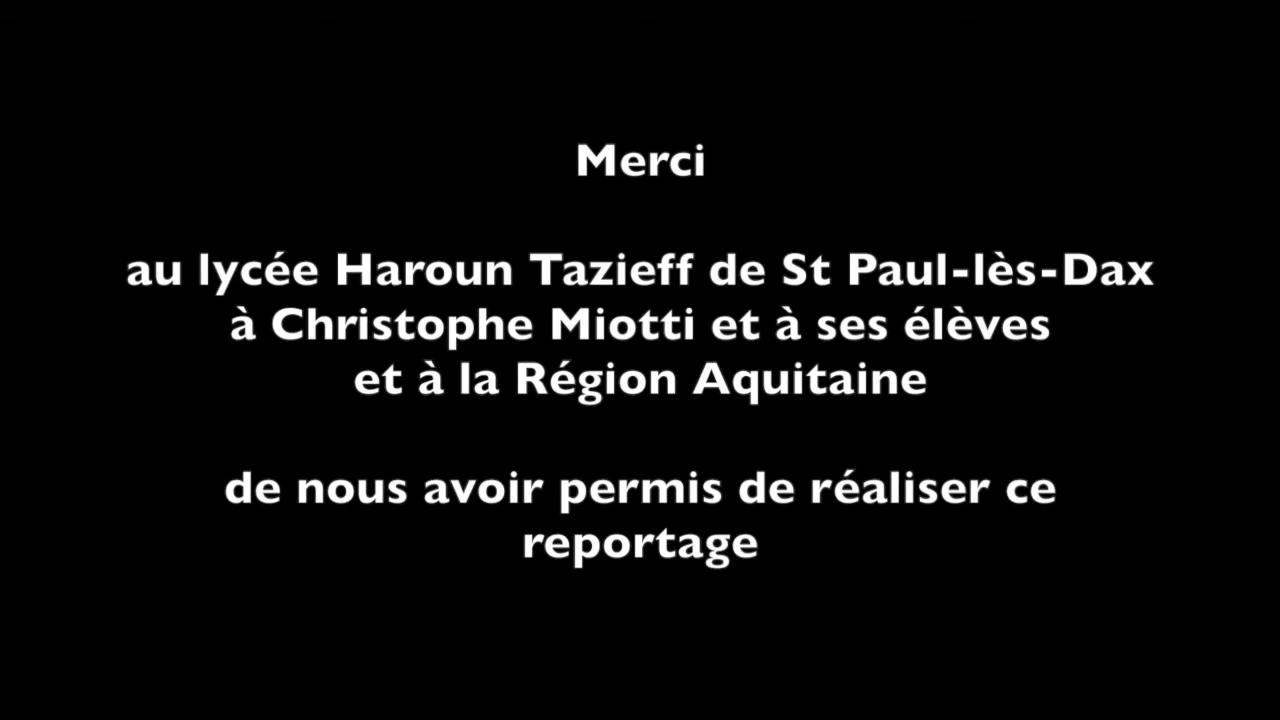 Merci
au lycée Haroun Tazieff de St Paul-lès-Dax
à Christophe Miotti et à ses élèves
et à la Région Aquitaine
de nous avoir permis de réaliser ce
reportage